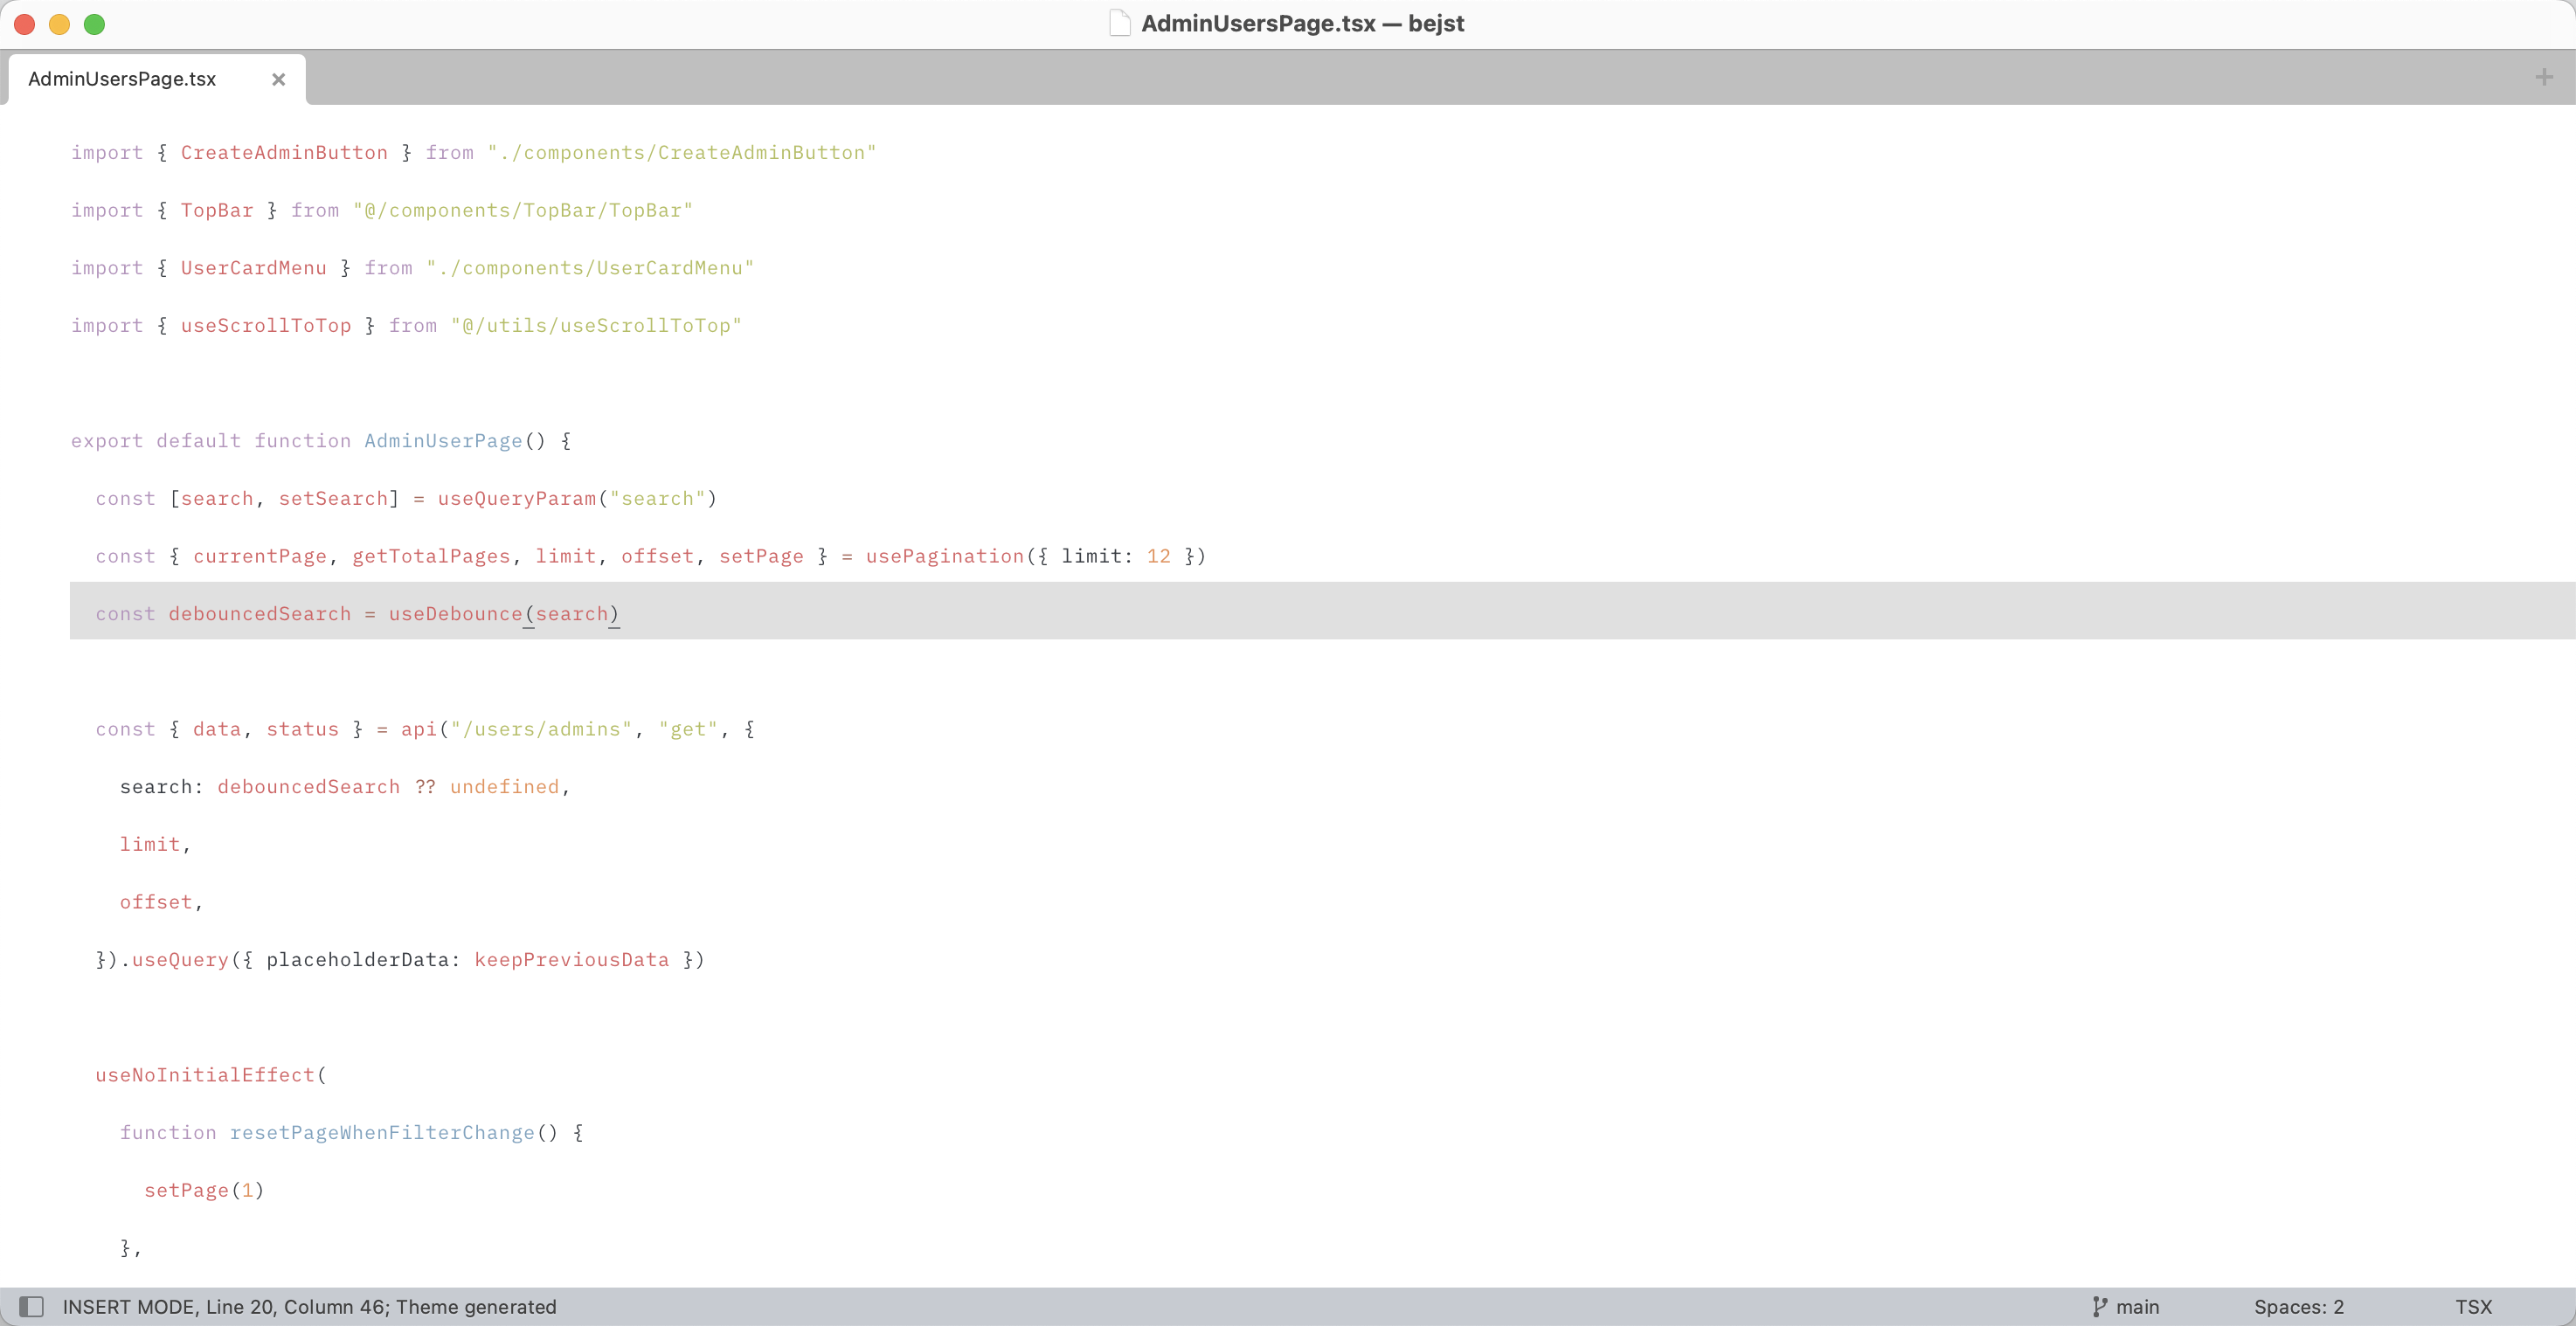 AdminUsersPage.tsx — bejst
AdminUsersPage.tsx
import { CreateAdminButton } from "./components/CreateAdminButton"
import { TopBar } from "@/components/TopBar/TopBar"
import { UserCardMenu } from "./components/UserCardMenu"
import { useScrollToTop } from "@/utils/useScrollToTop"
export default function AdminUserPage() {
const [search, setSearch] = useQueryParam("search")
const { currentPage, getTotalPages, limit, offset, setPage } = usePagination({ limit: 12 })
const debouncedSearch = useDebounce(search)
const { data, status } = api("/users/admins", "get", {
search: debouncedSearch ?? undefined,
limit,
offset,
}).useQuery({ placeholderData: keepPreviousData })
useNoInitialEffect(
function resetPageWhenFilterChange() {
setPage(1)
},
INSERT MODE, Line 20, Column 46; Theme generated
main
Spaces: 2
TSX